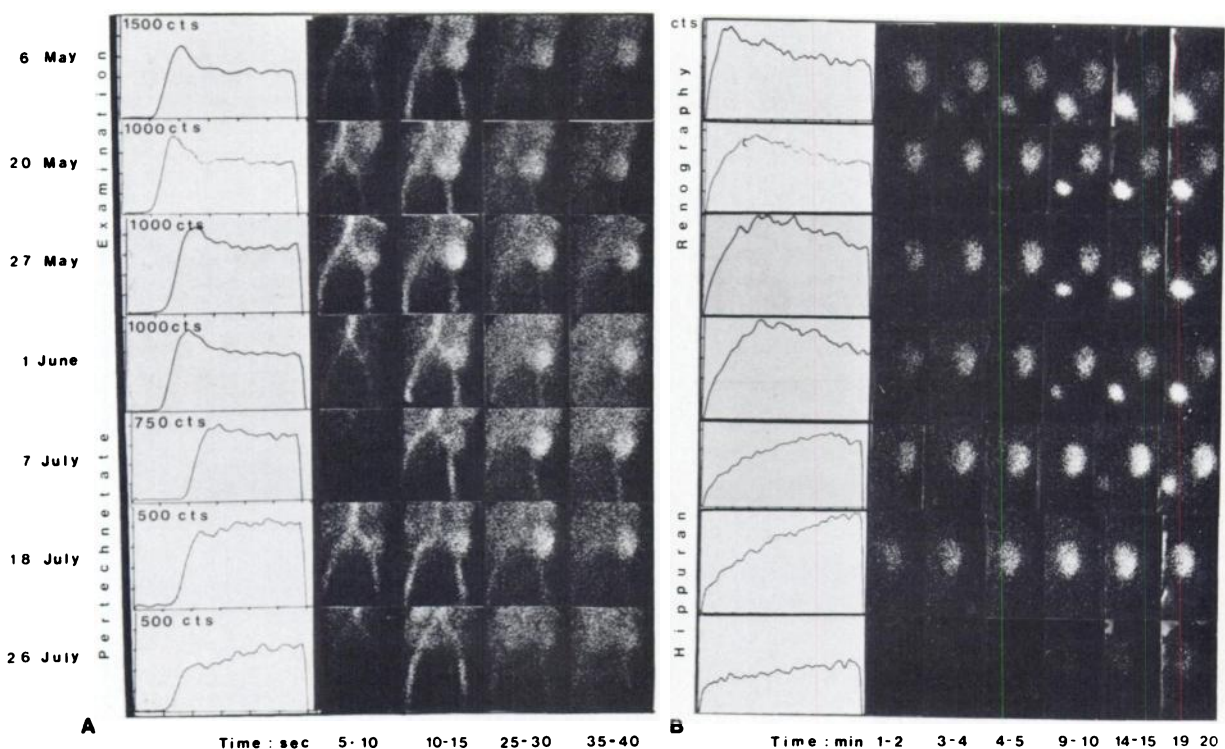 A
B
6 May
20 May
27 May
1 June
7 July
18 July
26 July
Examination
Pertechnetate
1500 cts
1000 cts
1000 cts
1000 cts
750 cts
500 cts
500 cts
Time : sec 5-10 10-15 25-30 35-40
A
cts
Renography
Hippuran
B
Time : min 1-2 3-4 4-5 9-10 14-15 19 20